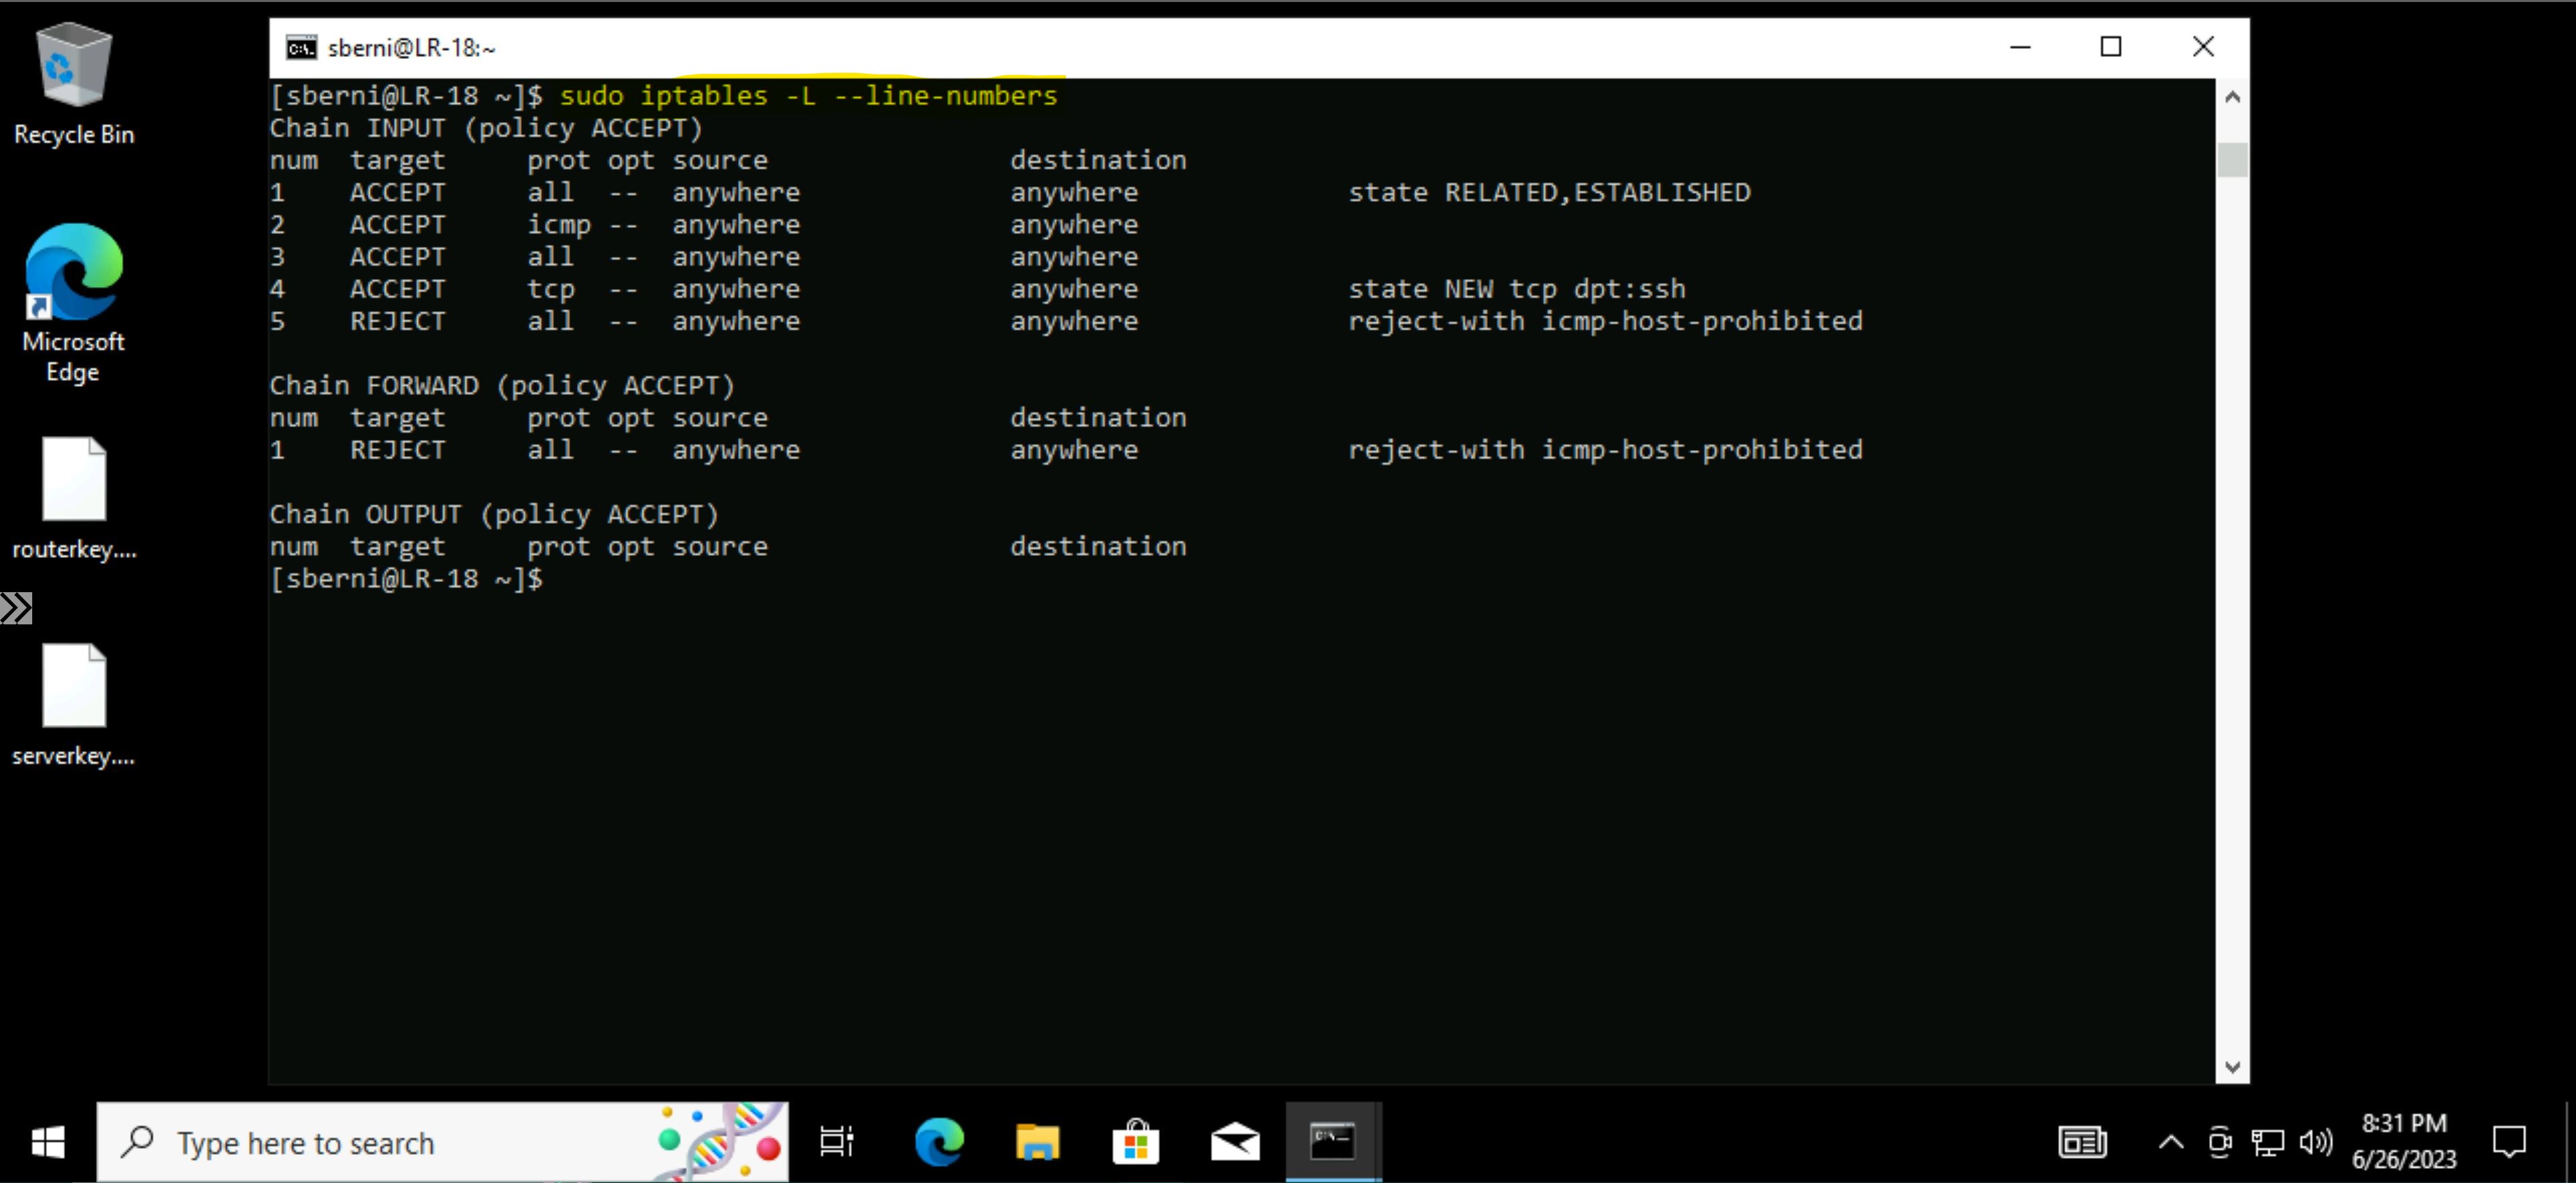 Recycle Bin
Microsoft
Edge
routerkey....
serverkey....
sberni@LR-18:~
[sberni@LR-18 ~]$ sudo iptables -L --line-numbers
Chain INPUT (policy ACCEPT)
num  target     prot opt source               destination
1    ACCEPT     all  --  anywhere             anywhere             state RELATED,ESTABLISHED
2    ACCEPT     icmp --  anywhere             anywhere
3    ACCEPT     all  --  anywhere             anywhere
4    ACCEPT     tcp  --  anywhere             anywhere             state NEW tcp dpt:ssh
5    REJECT     all  --  anywhere             anywhere             reject-with icmp-host-prohibited
Chain FORWARD (policy ACCEPT)
num  target     prot opt source               destination
1    REJECT     all  --  anywhere             anywhere             reject-with icmp-host-prohibited
Chain OUTPUT (policy ACCEPT)
num  target     prot opt source               destination
[sberni@LR-18 ~]$
Type here to search
8:31 PM
6/26/2023